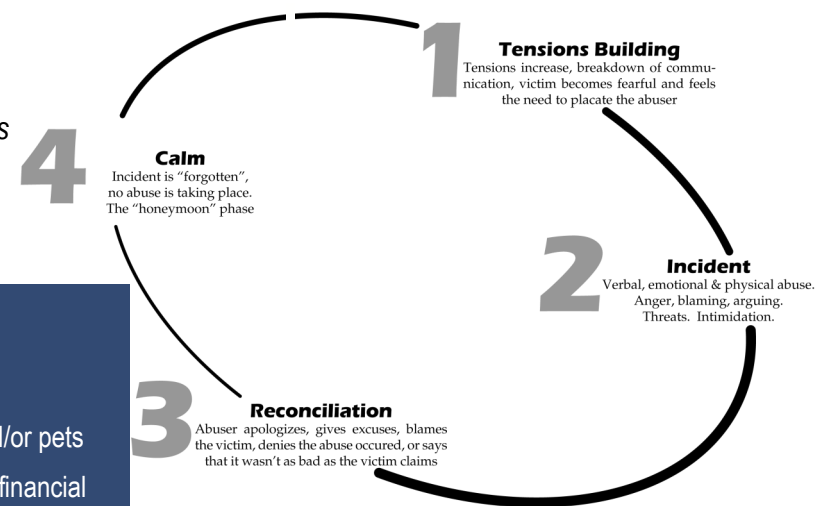 1
Tensions Building
Tensions increase, breakdown of commu-
nication, victim becomes fearful and feels
the need to placate the abuser
2
Incident
Verbal, emotional & physical abuse.
Anger, blaming, arguing.
Threats. Intimidation.
3
Reconciliation
Abuser apologizes, gives excuses, blames
the victim, denies the abuse occured, or says
that it wasn't as bad as the victim claims
4
Calm
Incident is "forgotten",
no abuse is taking place.
The "honeymoon" phase
s
/or pets
financial